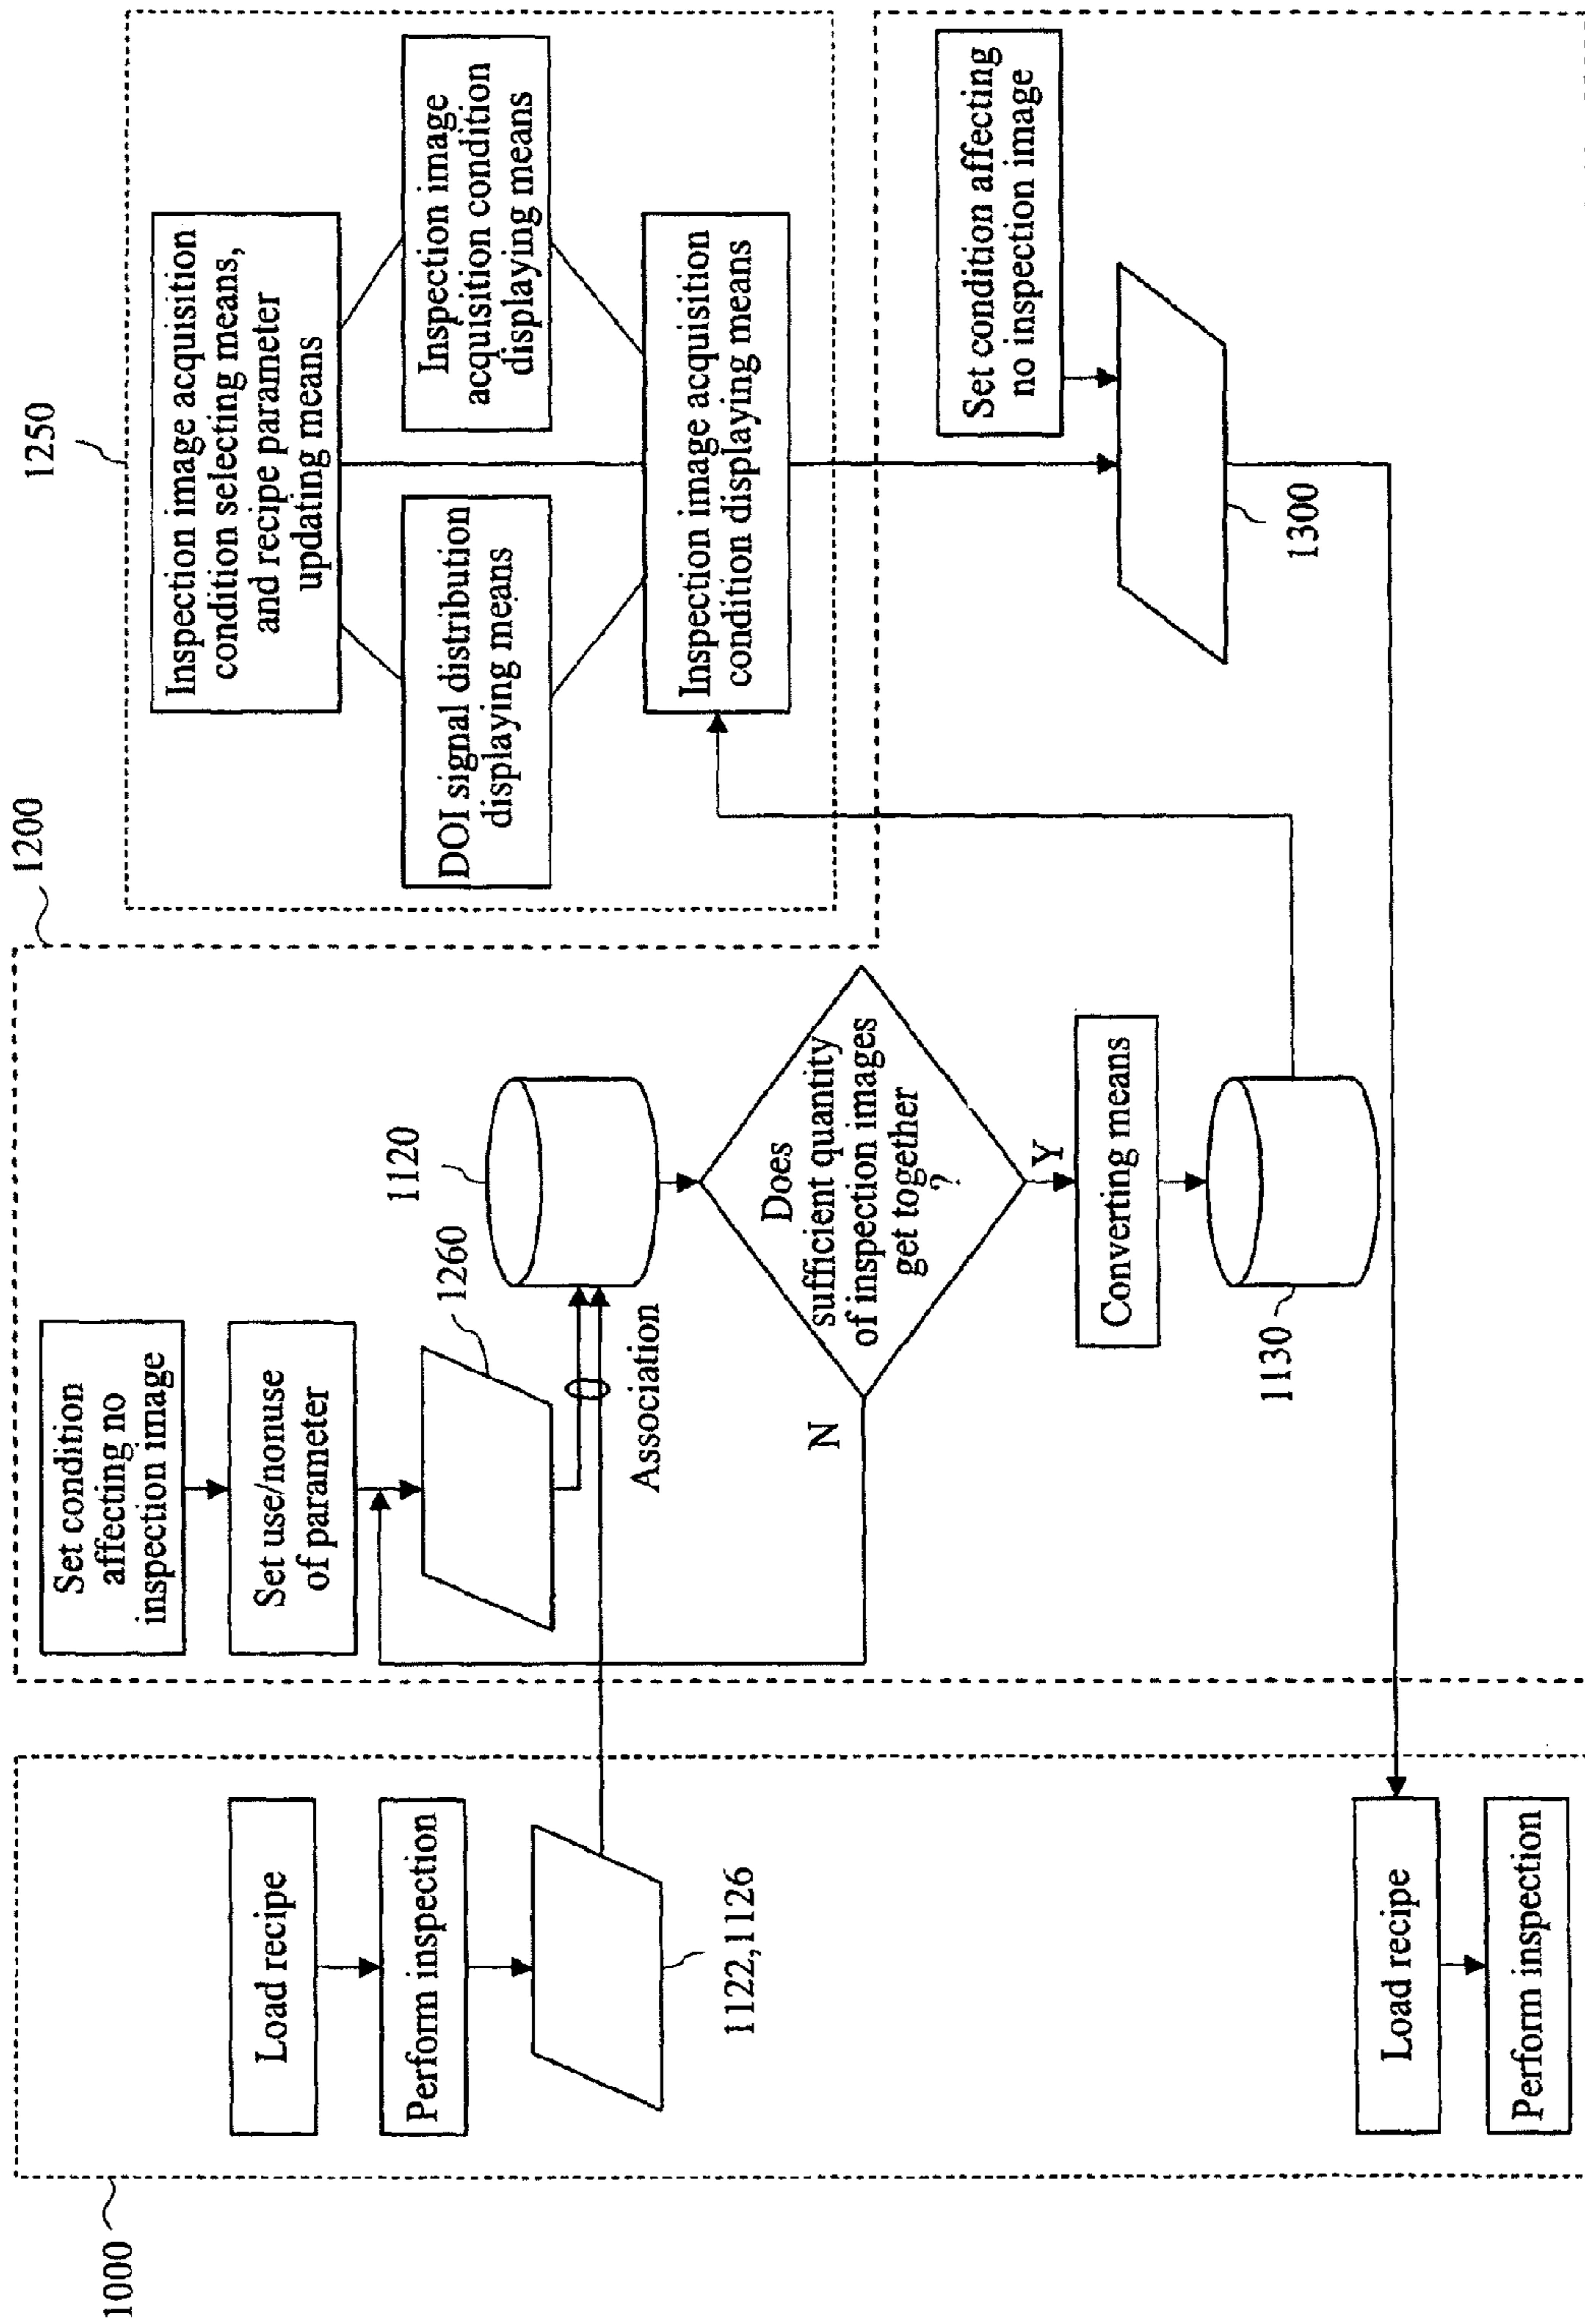 1000
Load recipe
Perform inspection
1122,1126
Load recipe
Perform inspection
1200
Set condition
affecting no
inspection image
Set use/nonuse
of parameter
1260
Association
1120
Does
sufficient quantity
of inspection images
get together
?
N
Y
Converting means
1130
1250
Inspection image acquisition
condition selecting means,
and recipe parameter
updating means
DOI signal distribution
displaying means
Inspection image
acquisition condition
displaying means
Inspection image acquisition
condition displaying means
Set condition affecting
no inspection image
1300